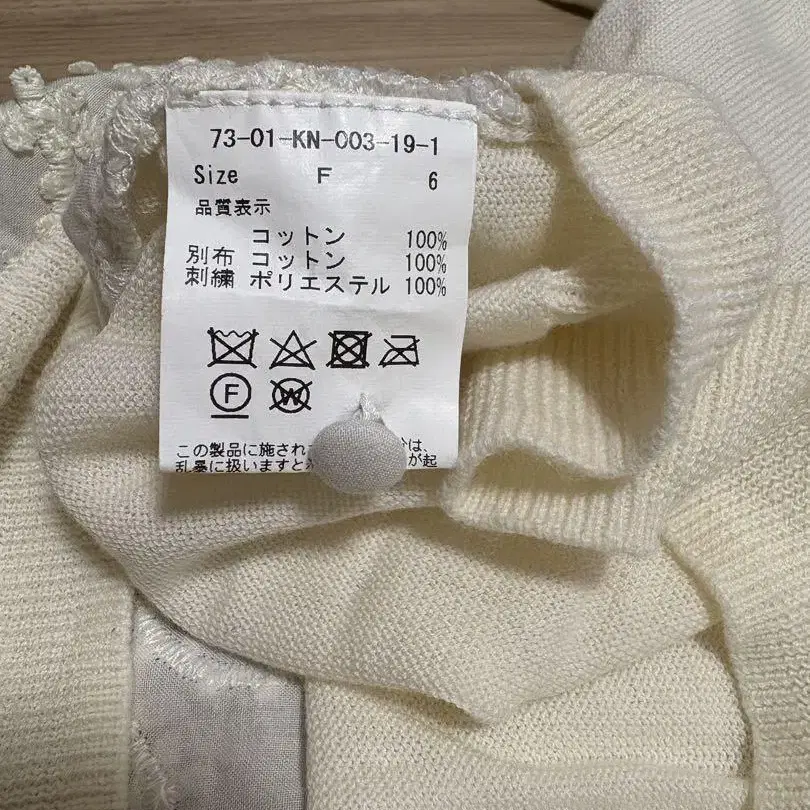 73-01-KN-003-19-1
Size F 6
品質表示
コットン 100%
別布 コットン 100%
刺繍 ポリエステル 100%
F W
この製品に施され は、
乱暴に扱いますと が起